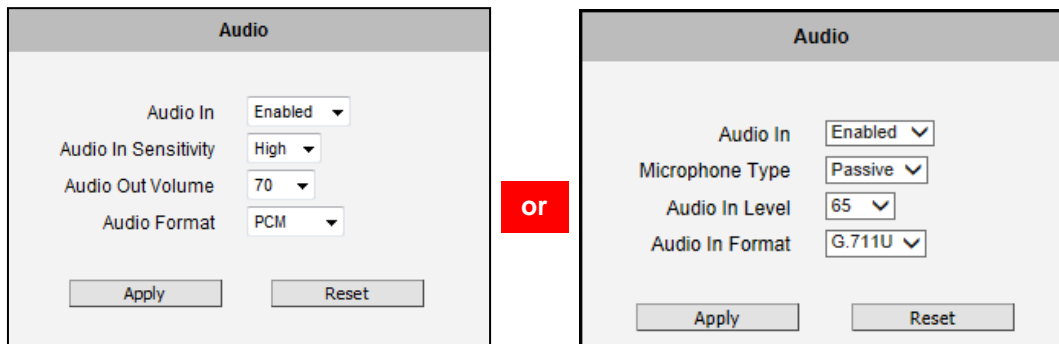 Audio
Audio In Enabled
Audio In Sensitivity High
Audio Out Volume 70
Audio Format PCM
Apply Reset
or
Audio
Audio In Enabled
Microphone Type Passive
Audio In Level 65
Audio In Format G.711U
Apply Reset